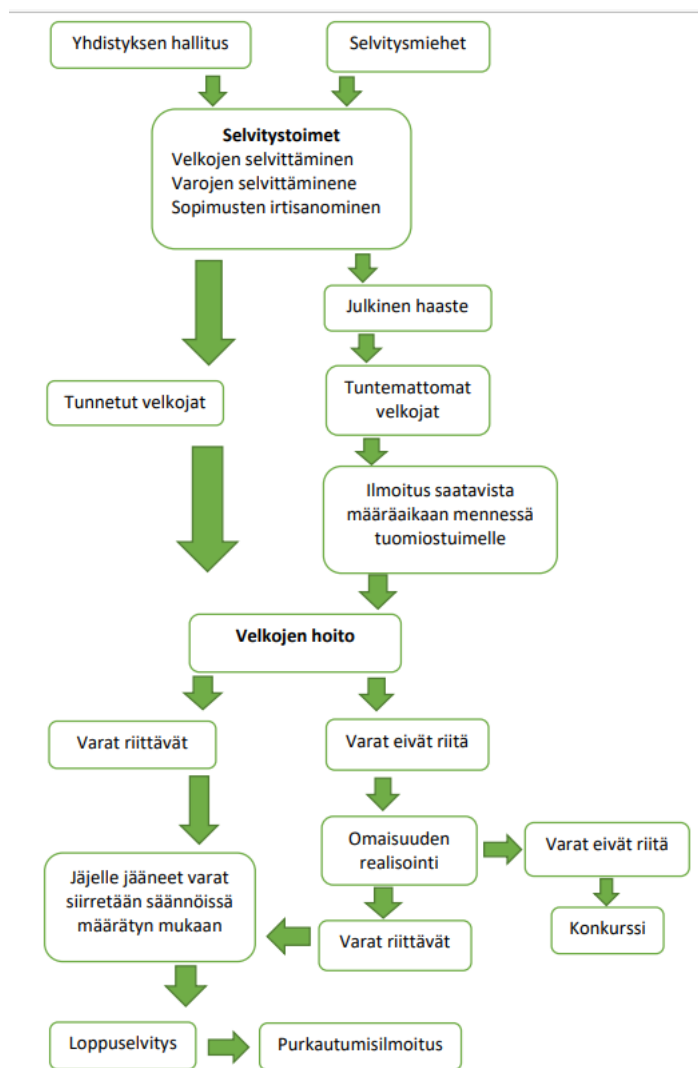 Yhdistyksen hallitus
Selvitysmiehet
Selvitystoimet
Velkojen selvittäminen
Varojen selvittäminene
Sopimusten irtisanominen
Julkinen haaste
Tunnetut velkojat
Tuntemattomat
velkojat
Ilmoitus saatavista
määräaikaan mennessä
tuomiostuimelle
Velkojen hoito
Varat riittävät
Varat eivät riitä
Omaisuuden
realisointi
Varat eivät riitä
Jäjelle jääneet varat
siirretään säännöissä
määrätyn mukaan
Varat riittävät
Konkurssi
Loppuselvitys
Purkautumisilmoitus